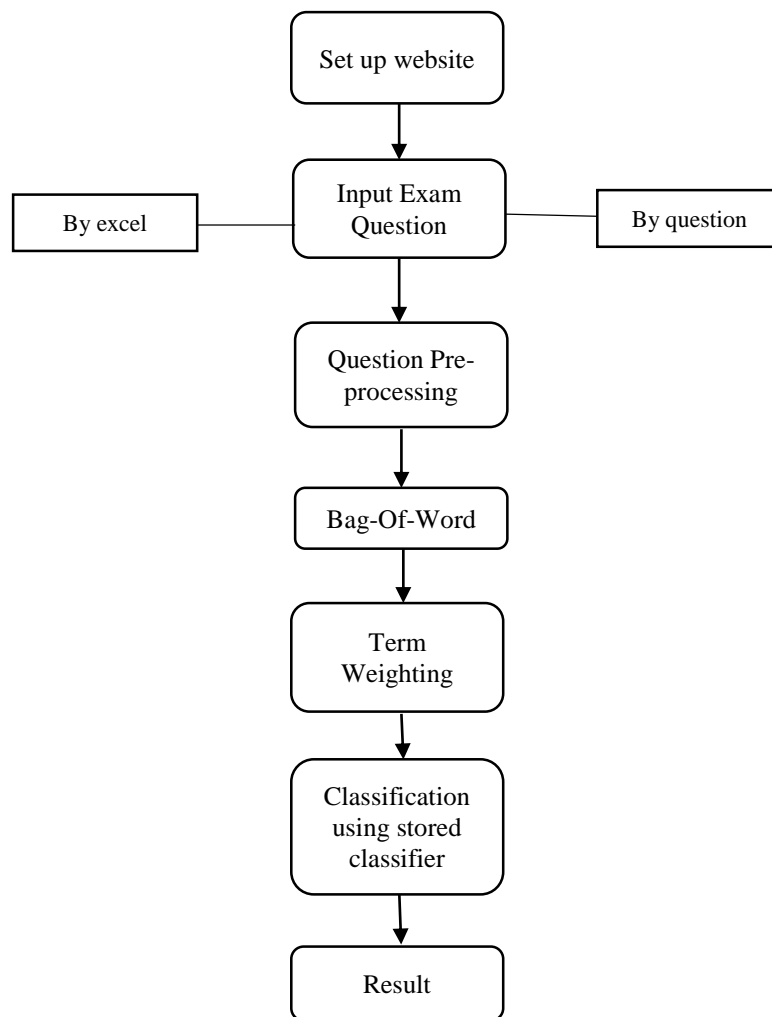 Set up website
Input Exam
Question
By excel
By question
Question Pre-
processing
Bag-Of-Word
Term
Weighting
Classification
using stored
classifier
Result